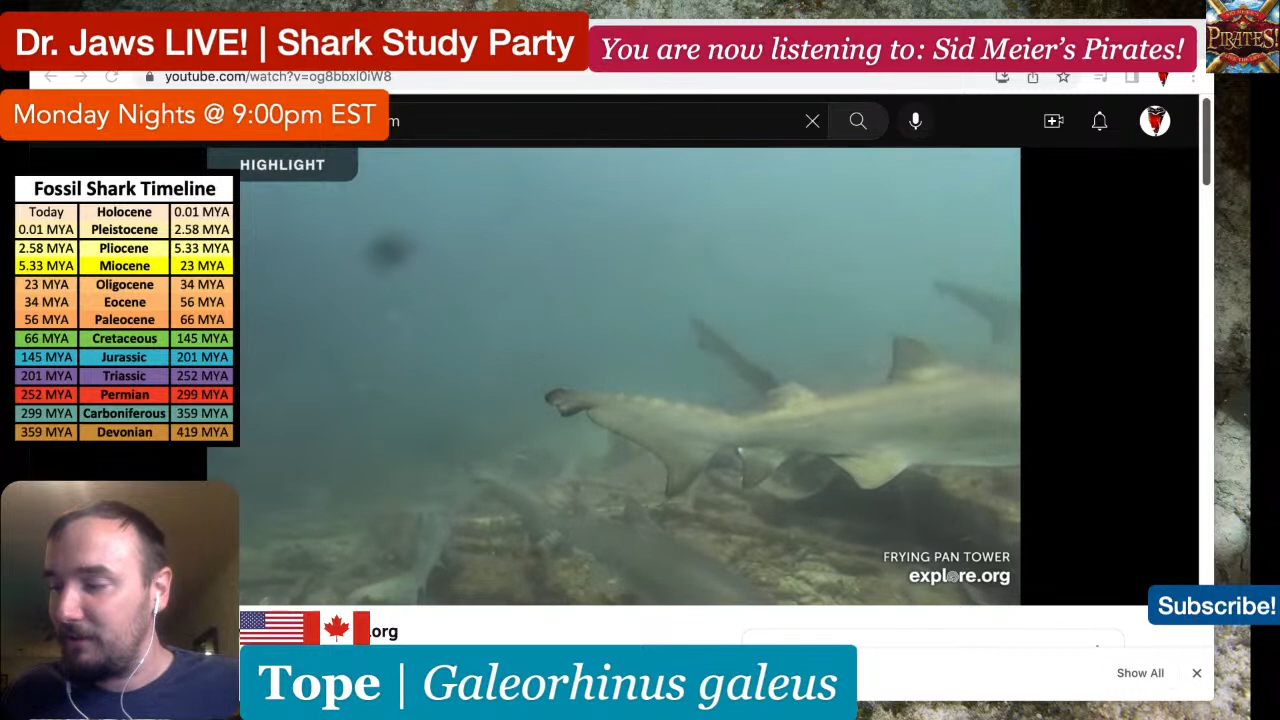 Dr. Jaws LIVE! | Shark Study Party
You are now listening to: Sid Meier's Pirates!
PIRATES!
youtube.com/watch?v=og8bbxl0iW8
Monday Nights @ 9:00pm EST
m
HIGHLIGHT
Fossil Shark Timeline
Today Holocene 0.01 MYA
0.01 MYA Pleistocene 2.58 MYA
2.58 MYA Pliocene 5.33 MYA
5.33 MYA Miocene 23 MYA
23 MYA Oligocene 34 MYA
34 MYA Eocene 56 MYA
56 MYA Paleocene 66 MYA
66 MYA Cretaceous 145 MYA
145 MYA Jurassic 201 MYA
201 MYA Triassic 252 MYA
252 MYA Permian 299 MYA
299 MYA Carboniferous 359 MYA
359 MYA Devonian 419 MYA
FRYING PAN TOWER
explore.org
Subscribe!
.org
Tope | Galeorhinus galeus
Show All